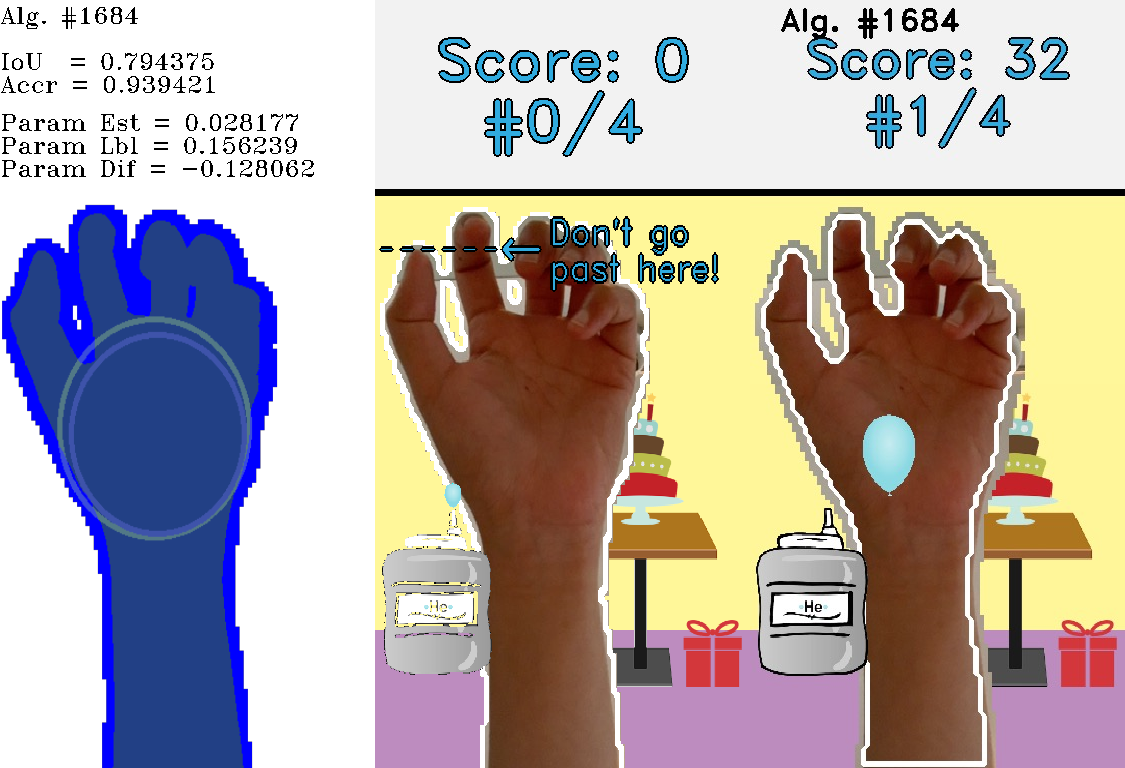 Alg. #1684
IoU = 0.794375
Accr = 0.939421
Param Est = 0.028177
Param Lbl = 0.156239
Param Dif = −0.128062
Score: 0
#0/4
Don't go
past here!
He
Alg. #1684
Score: 32
#1/4
He